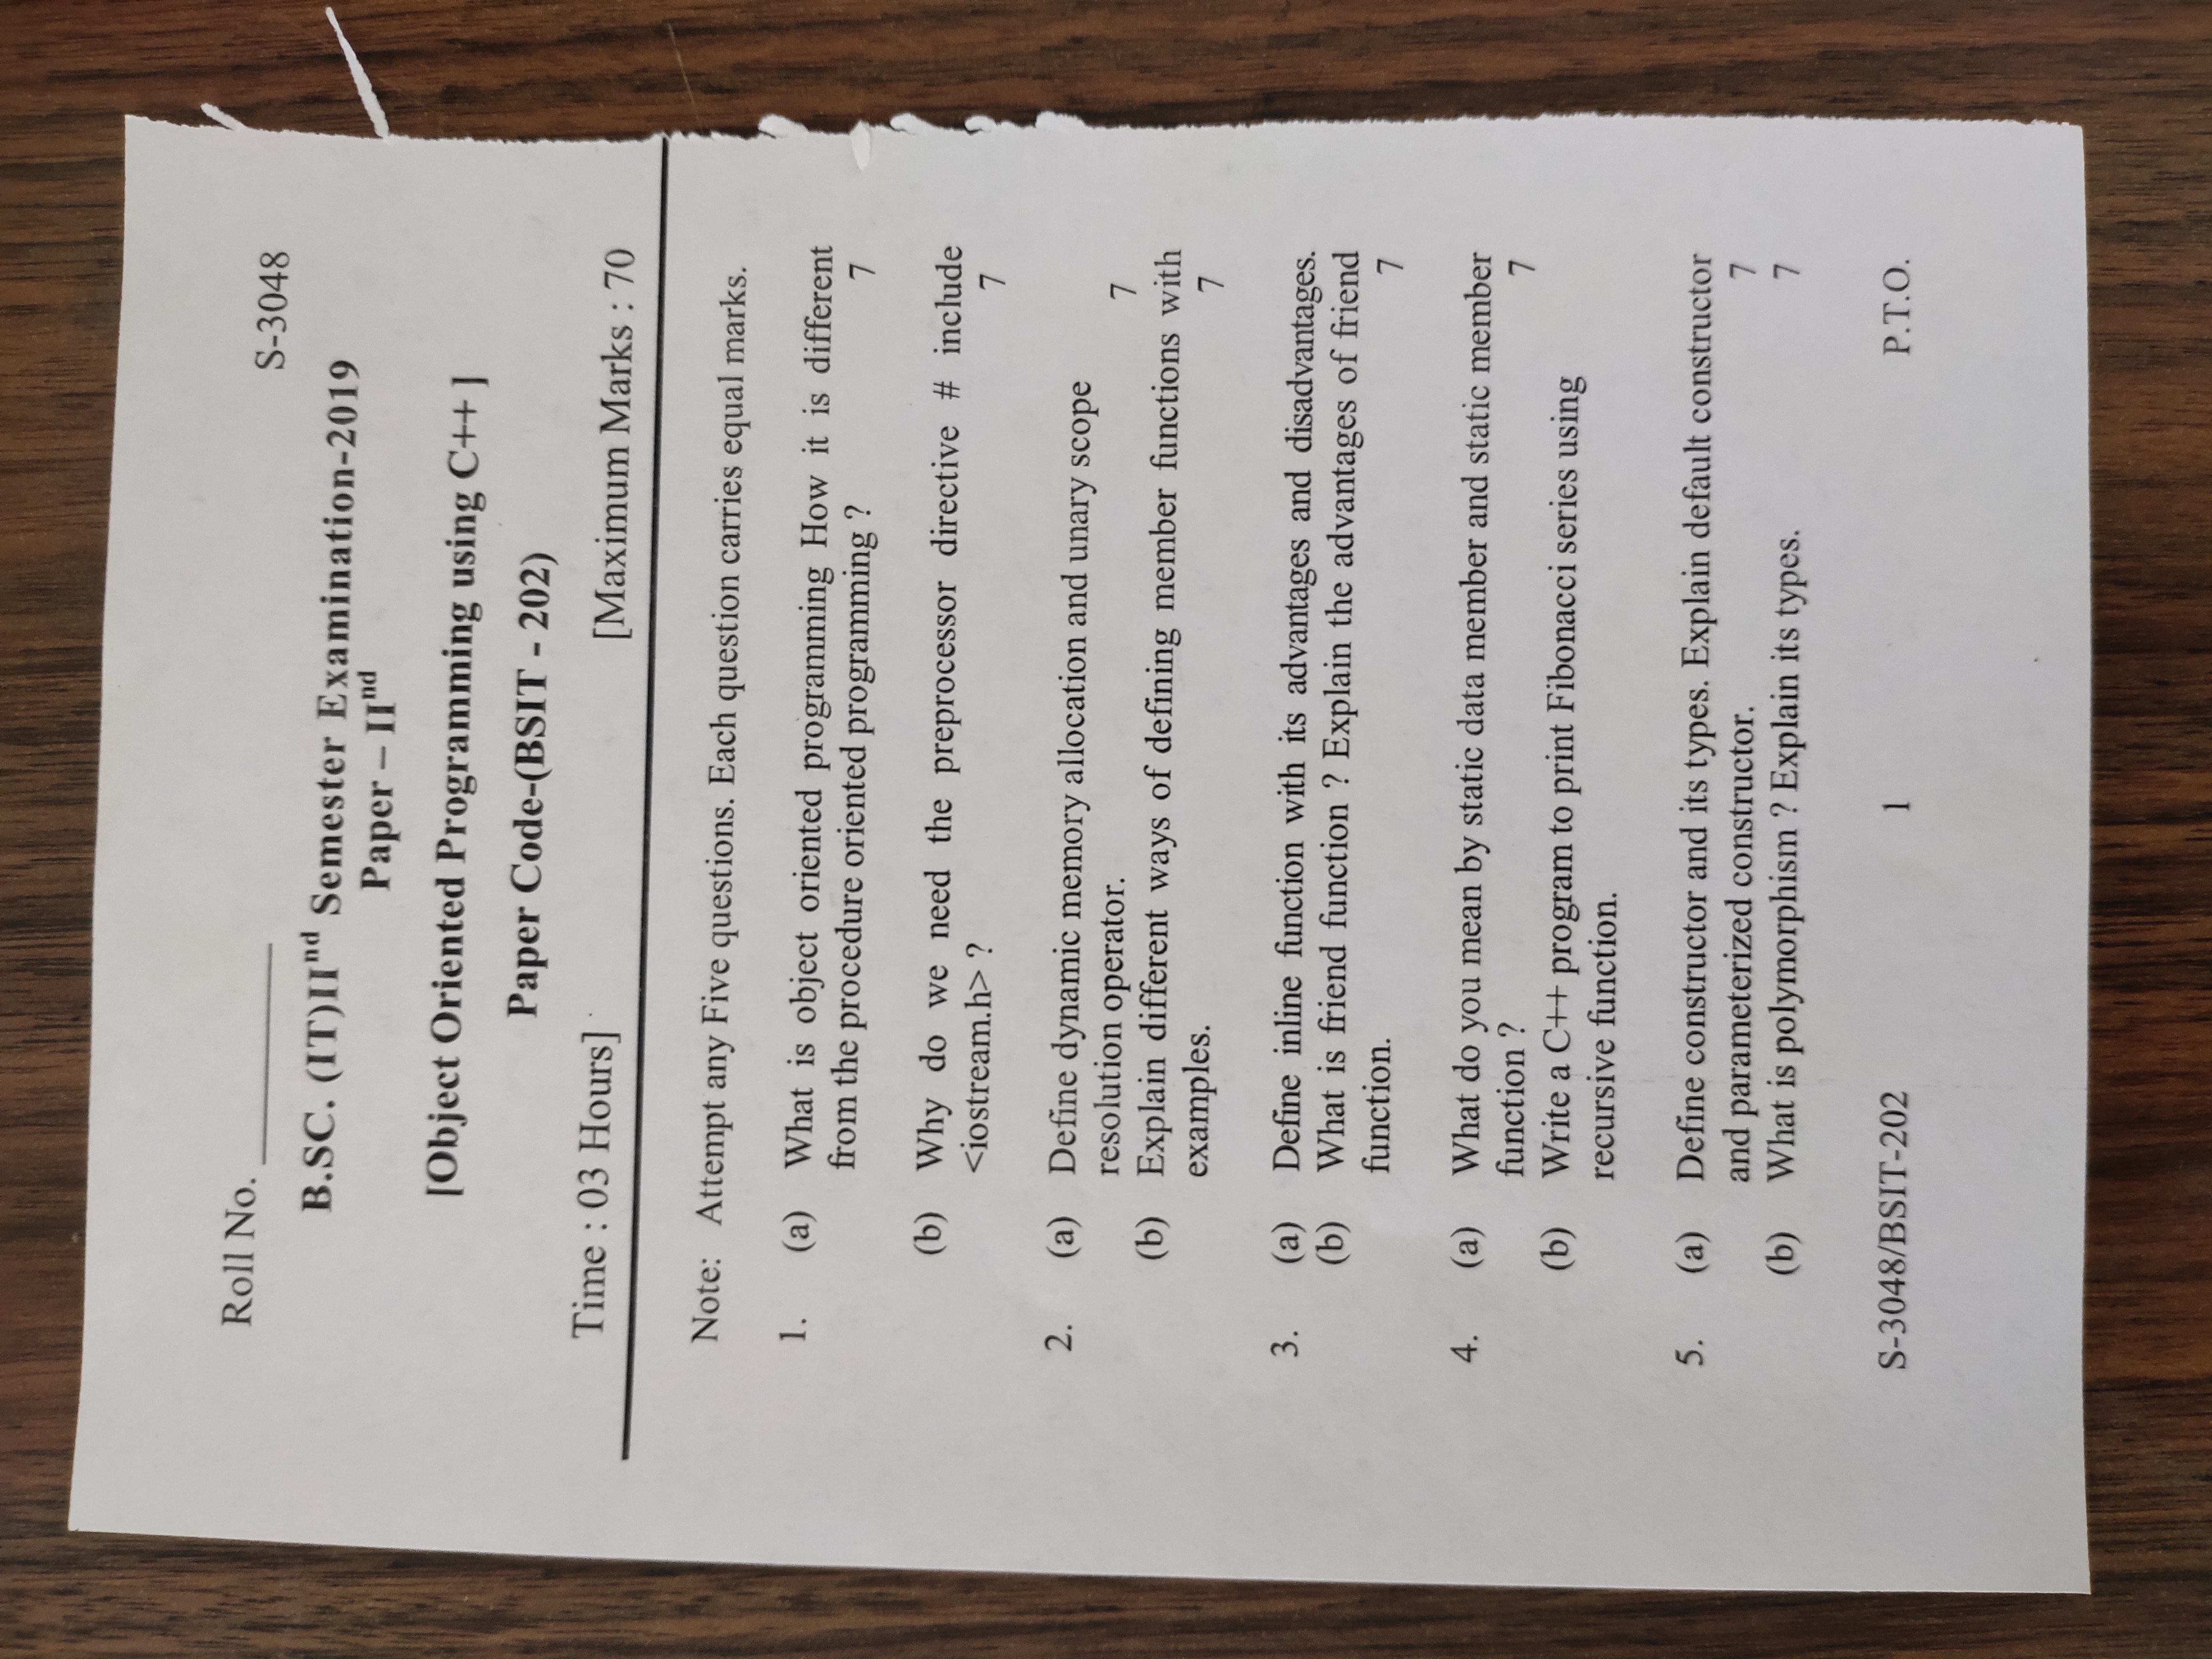 Roll No. __________
S-3048
B.SC. (IT)IInd Semester Examination-2019
Paper – IInd
[Object Oriented Programming using C++ ]
Paper Code-(BSIT - 202)
Time : 03 Hours] [Maximum Marks : 70
Note: Attempt any Five questions. Each question carries equal marks.
1. (a) What is object oriented programming How it is different
from the procedure oriented programming ? 7
(b) Why do we need the preprocessor directive # include
<iostream.h> ? 7
2. (a) Define dynamic memory allocation and unary scope
resolution operator. 7
(b) Explain different ways of defining member functions with
examples. 7
3. (a) Define inline function with its advantages and disadvantages.
(b) What is friend function ? Explain the advantages of friend
function. 7
4. (a) What do you mean by static data member and static member
function ? 7
(b) Write a C++ program to print Fibonacci series using
recursive function.
5. (a) Define constructor and its types. Explain default constructor
and parameterized constructor. 7
(b) What is polymorphism ? Explain its types. 7
S-3048/BSIT-202 1 P.T.O.